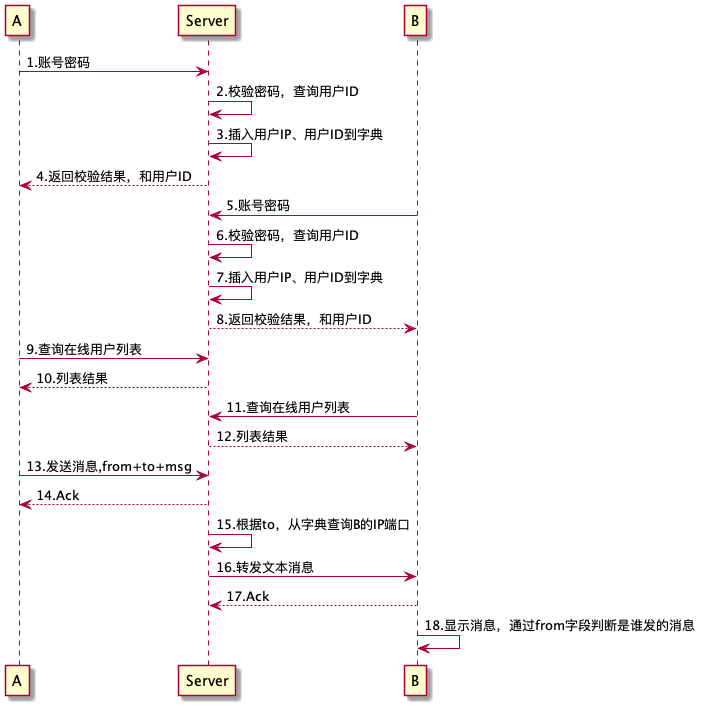 A Server B
1.账号密码
2.校验密码，查询用户ID
3.插入用户IP、用户ID到字典
4.返回校验结果，和用户ID
5.账号密码
6.校验密码，查询用户ID
7.插入用户IP、用户ID到字典
8.返回校验结果，和用户ID
9.查询在线用户列表
10.列表结果
11.查询在线用户列表
12.列表结果
13.发送消息,from+to+msg
14.Ack
15.根据to，从字典查询B的IP端口
16.转发文本消息
17.Ack
18.显示消息，通过from字段判断是谁发的消息
A Server B